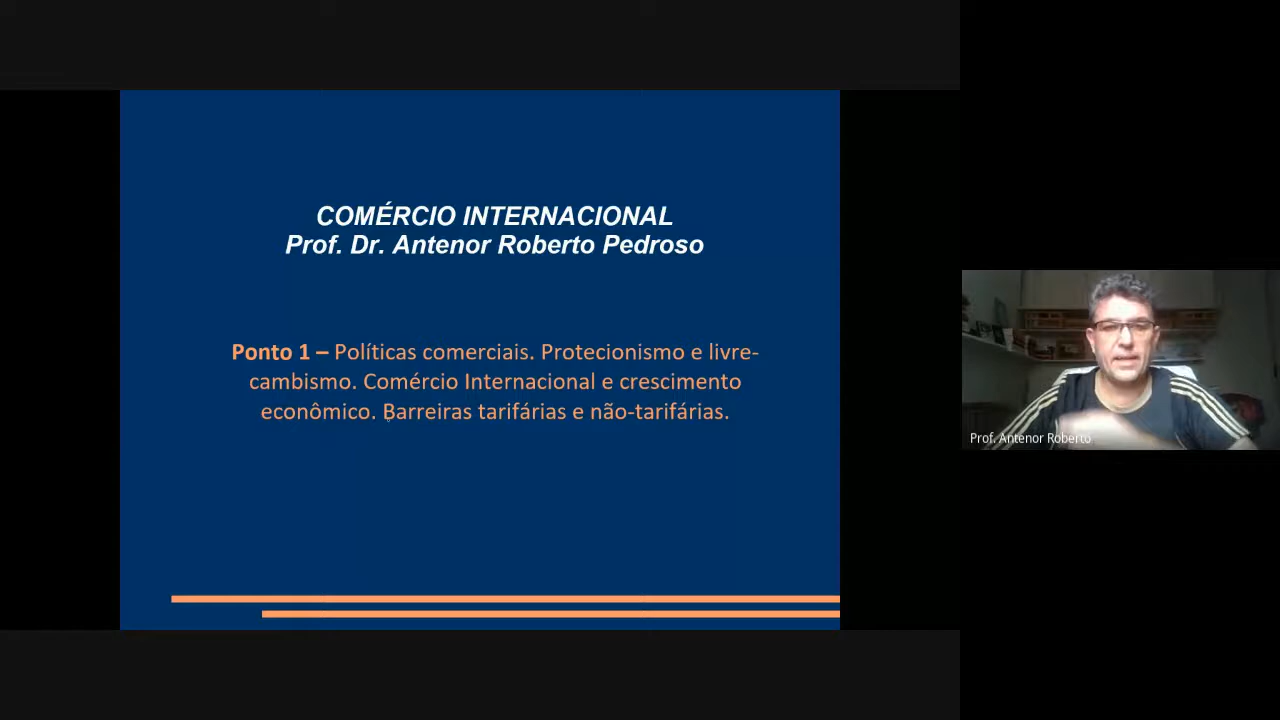 COMÉRCIO INTERNACIONAL
Prof. Dr. Antenor Roberto Pedroso
Ponto 1 – Políticas comerciais. Protecionismo e livre-
cambismo. Comércio Internacional e crescimento
econômico. Barreiras tarifárias e não-tarifárias.
Prof. Antenor Roberto